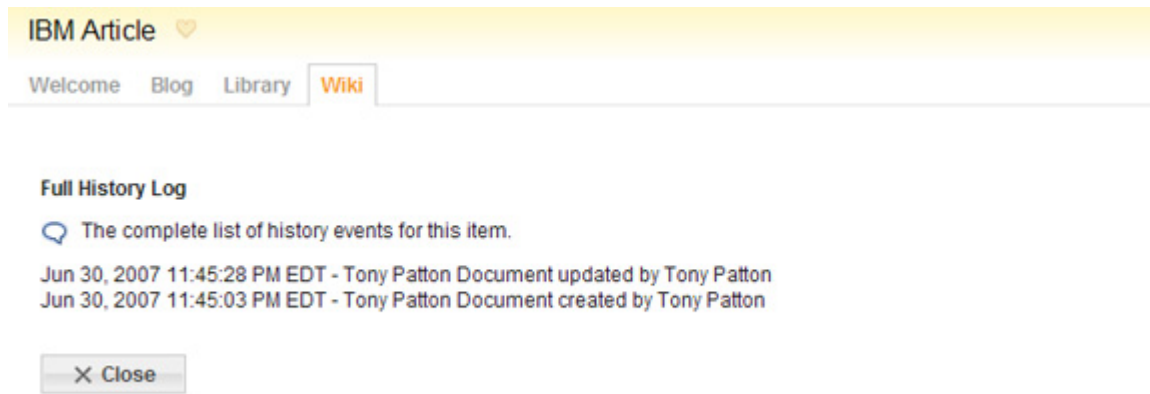 IBM Article
Welcome Blog Library Wiki
Full History Log
The complete list of history events for this item.
Jun 30, 2007 11:45:28 PM EDT - Tony Patton Document updated by Tony Patton
Jun 30, 2007 11:45:03 PM EDT - Tony Patton Document created by Tony Patton
Close